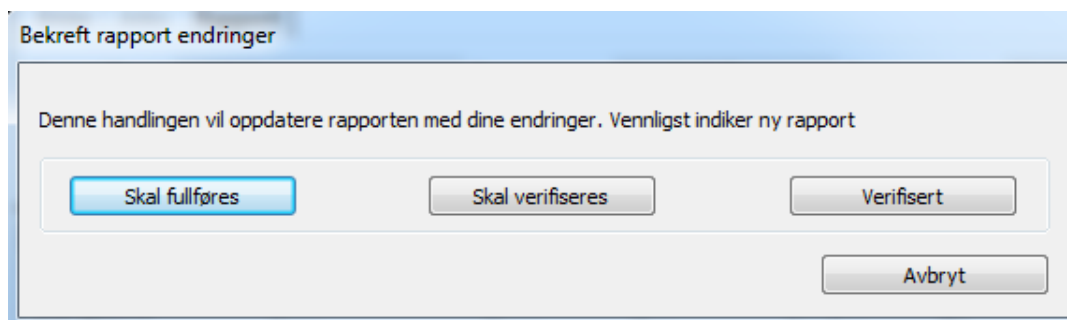 Bekreft rapport endringer
Denne handlingen vil oppdatere rapporten med dine endringer. Vennligst indiker ny rapport
Skal fullføres
Skal verifiseres
Verifisert
Avbryt